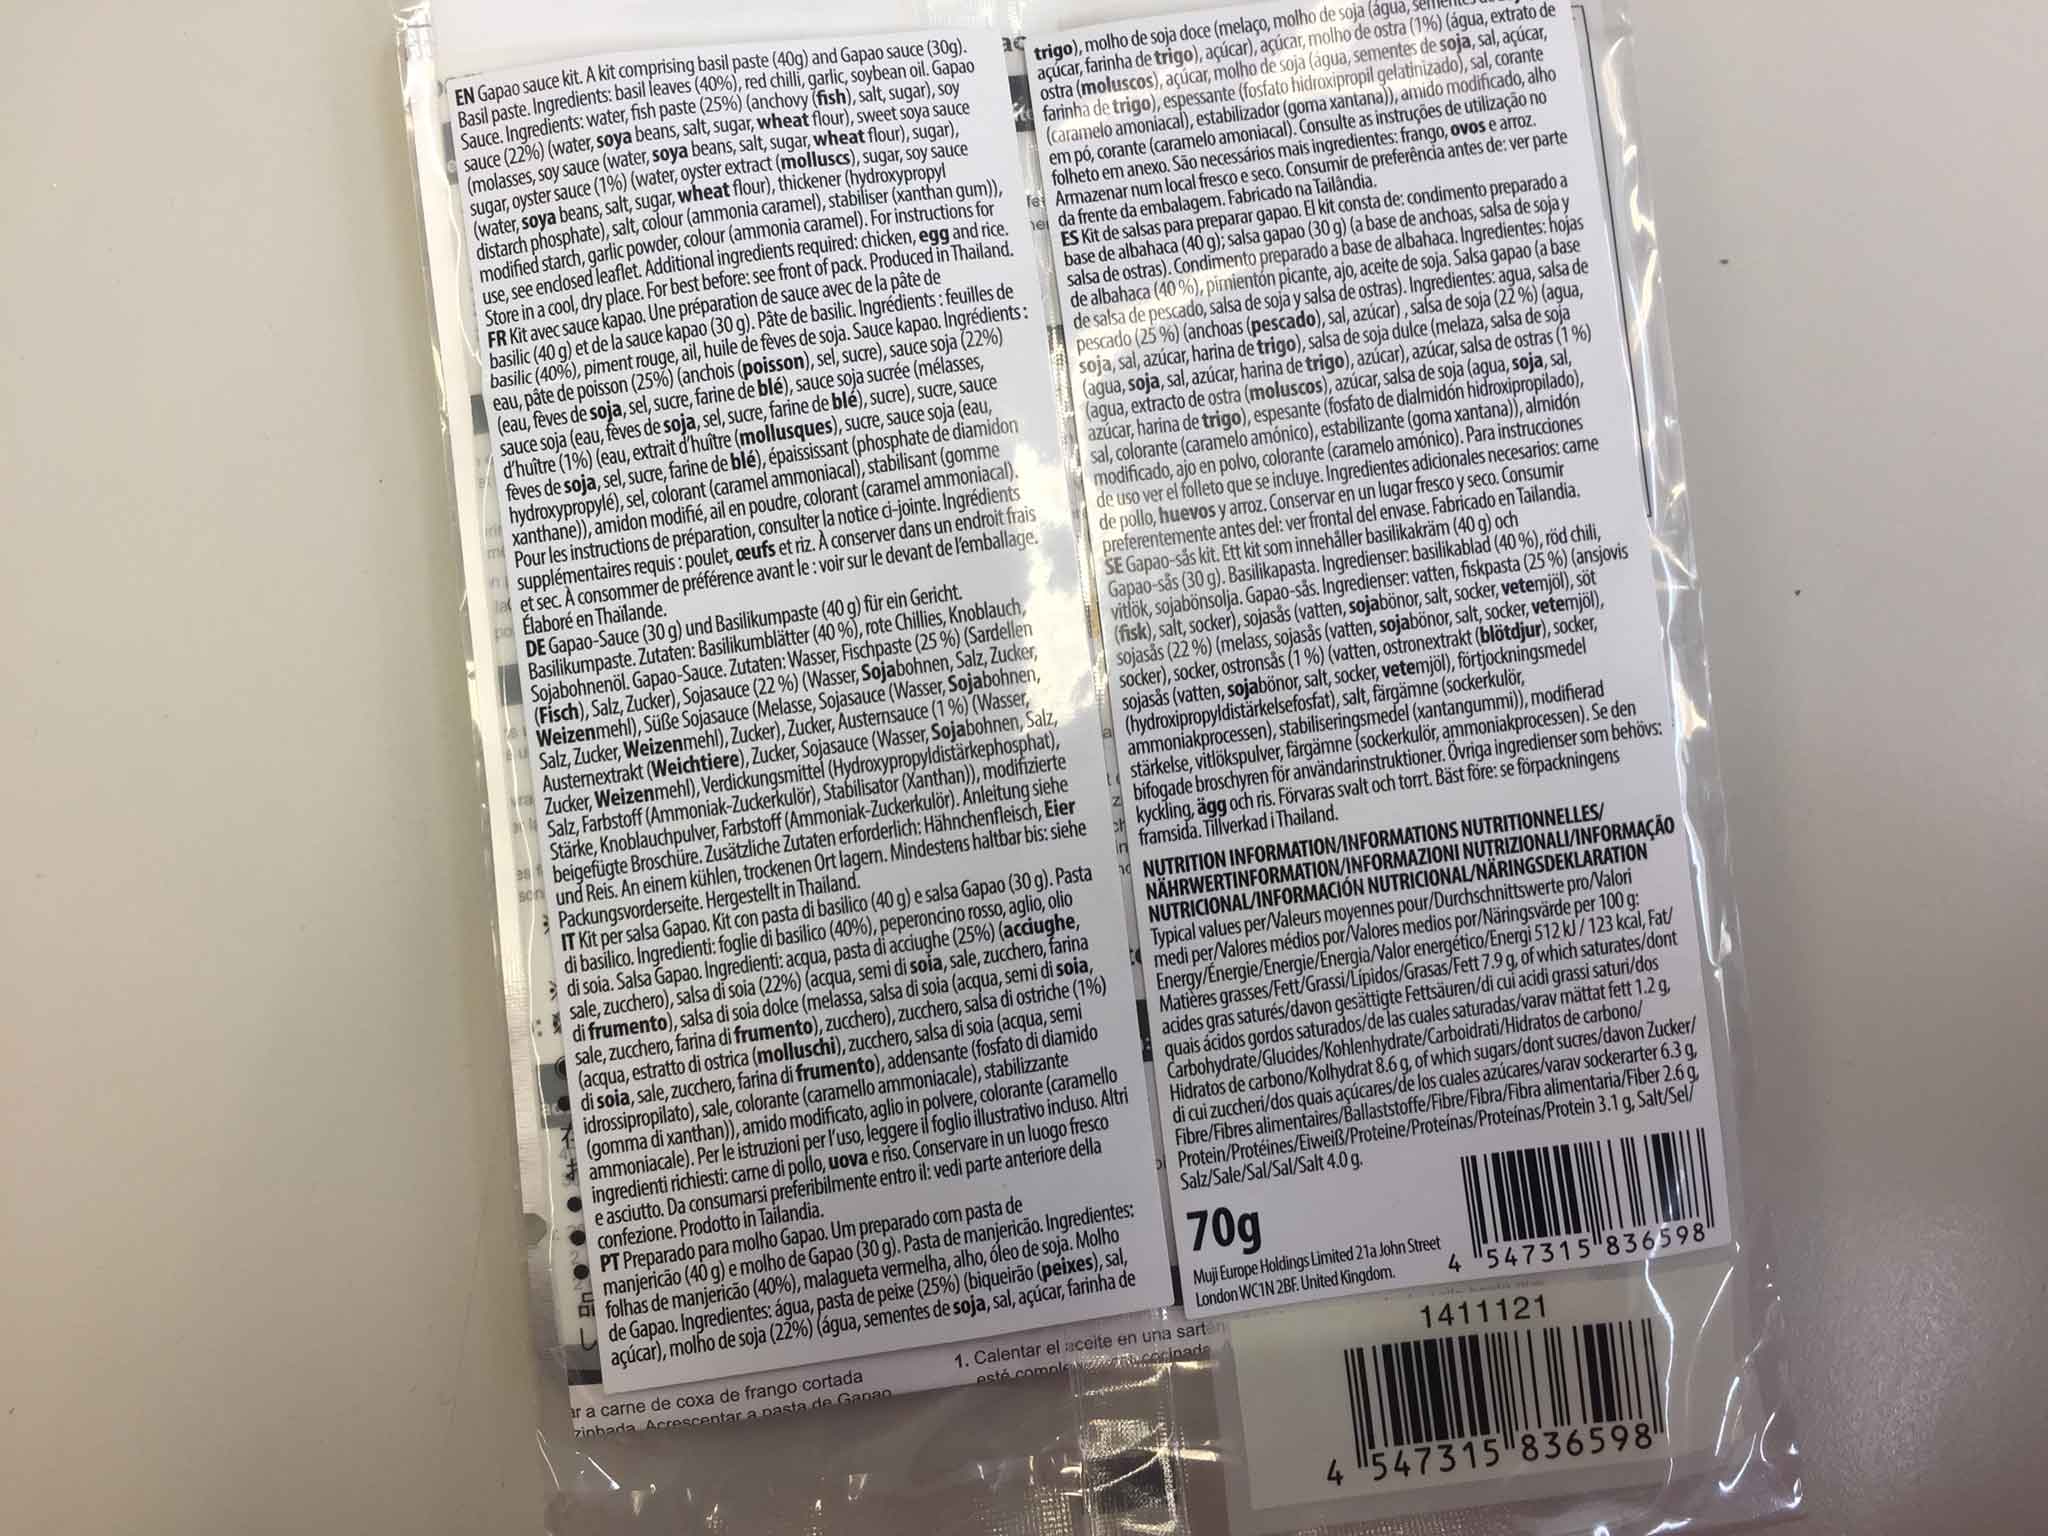 EN Gapao sauce kit. A kit comprising basil paste (40g) and Gapao sauce (30g).
Basil paste. Ingredients: basil leaves (40%), red chilli, garlic, soybean oil. Gapao
Sauce. Ingredients: water, fish paste (25%) (anchovy (fish), salt, sugar), soy
sauce (22%) (water, soya beans, salt, sugar, wheat flour), sweet soya sauce
(molasses, soy sauce (water, soya beans, salt, sugar, wheat flour), sugar),
sugar, oyster sauce (1%) (water, oyster extract (molluscs), sugar, soy sauce
(water, soya beans, salt, sugar, wheat flour), thickener (hydroxypropyl
distarch phosphate), salt, colour (ammonia caramel), stabiliser (xanthan gum)),
modified starch, garlic powder, colour (ammonia caramel). For instructions for
use, see enclosed leaflet. Additional ingredients required: chicken, egg and rice.
Store in a cool, dry place. For best before: see front of pack. Produced in Thailand.
FR Kit avec sauce kapao. Une préparation de sauce avec de la pâte de
basilic (40 g) et de la sauce kapao (30 g). Pâte de basilic. Ingrédients : feuilles de
basilic (40%), piment rouge, ail, huile de fèves de soja. Sauce kapao. Ingrédients :
eau, pâte de poisson (25%) (anchois (poisson), sel, sucre), sauce soja (22%)
(eau, fèves de soja, sel, sucre, farine de blé), sauce soja sucrée (mélasses,
sauce soja (eau, fèves de soja, sel, sucre, farine de blé), sucre), sucre, sauce
d'huître (1%) (eau, extrait d'huître (mollusques), sucre, sauce soja (eau,
fèves de soja, sel, sucre, farine de blé), épaississant (phosphate de diamidon
hydroxypropylé), sel, colorant (caramel ammoniacal), stabilisant (gomme
xanthane)), amidon modifié, ail en poudre, colorant (caramel ammoniacal).
Pour les instructions de préparation, consulter la notice ci-jointe. Ingrédients
supplémentaires requis : poulet, œufs et riz. À conserver dans un endroit frais
et sec. À consommer de préférence avant le : voir sur le devant de l'emballage.
Élaboré en Thaïlande.
DE Gapao-Sauce (30 g) und Basilikumpaste (40 g) für ein Gericht.
Basilikumpaste. Zutaten: Basilikumblätter (40 %), rote Chillies, Knoblauch,
Sojabohnenöl. Gapao-Sauce. Zutaten: Wasser, Fischpaste (25 %) (Sardellen
(Fisch), Salz, Zucker), Sojasauce (22 %) (Wasser, Sojabohnen, Salz, Zucker,
Weizenmehl), Süße Sojasauce (Melasse, Sojasauce (Wasser, Sojabohnen,
Salz, Zucker, Weizenmehl), Zucker), Zucker, Austernsauce (1 %) (Wasser,
Austernextrakt (Weichtiere), Zucker, Sojasauce (Wasser, Sojabohnen, Salz,
Zucker, Weizenmehl), Verdickungsmittel (Hydroxypropyldistärkephosphat),
Salz, Farbstoff (Ammoniak-Zuckerkulör), Stabilisator (Xanthan)), modifizierte
Stärke, Knoblauchpulver, Farbstoff (Ammoniak-Zuckerkulör). Anleitung siehe
beigefügte Broschüre. Zusätzliche Zutaten erforderlich: Hähnchenfleisch, Eier
und Reis. An einem kühlen, trockenen Ort lagern. Mindestens haltbar bis: siehe
Packungsvorderseite. Hergestellt in Thailand.
IT Kit per salsa Gapao. Kit con pasta di basilico (40 g) e salsa Gapao (30 g). Pasta
di basilico. Ingredienti: foglie di basilico (40%), peperoncino rosso, aglio, olio
di soia. Salsa Gapao. Ingredienti: acqua, pasta di acciughe (25%) (acciughe,
sale, zucchero), salsa di soia (22%) (acqua, semi di soia, sale, zucchero, farina
di frumento), salsa di soia dolce (melassa, salsa di soia (acqua, semi di soia,
sale, zucchero, farina di frumento), zucchero), zucchero, salsa di ostriche (1%)
(acqua, estratto di ostrica (molluschi), zucchero, salsa di soia (acqua, semi
di soia, sale, zucchero, farina di frumento), addensante (fosfato di diamido
idrossipropilato), sale, colorante (caramello ammoniacale), stabilizzante
(gomma di xanthan)), amido modificato, aglio in polvere, colorante (caramello
ammoniacale). Per le istruzioni per l'uso, leggere il foglio illustrativo incluso. Altri
ingredienti richiesti: carne di pollo, uova e riso. Conservare in un luogo fresco
e asciutto. Da consumarsi preferibilmente entro il: vedi parte anteriore della
confezione. Prodotto in Tailandia.
PT Preparado para molho Gapao. Um preparado com pasta de
manjericão (40 g) e molho de Gapao (30 g). Pasta de manjericão. Ingredientes:
folhas de manjericão (40%), malagueta vermelha, alho, óleo de soja. Molho
de Gapao. Ingredientes: água, pasta de peixe (25%) (biqueirão (peixes), sal,
açúcar), molho de soja (22%) (água, sementes de soja, sal, açúcar, farinha de
trigo), molho de soja doce (melaço, molho de soja (água,
açúcar, farinha de trigo), açúcar), açúcar, molho de ostra (1%) (água, extrato de
ostra (moluscos), açúcar, molho de soja (água, sementes de soja, sal, açúcar,
farinha de trigo), espessante (fosfato hidroxipropil gelatinizado), sal, corante
(caramelo amoniacal), estabilizador (goma xantana)), amido modificado, alho
em pó, corante (caramelo amoniacal). Consulte as instruções de utilização no
folheto em anexo. São necessários mais ingredientes: frango, ovos e arroz.
Armazenar num local fresco e seco. Consumir de preferência antes de: ver parte
da frente da embalagem. Fabricado na Tailândia.
ES Kit de salsas para preparar gapao. El kit consta de: condimento preparado a
base de albahaca (40 g); salsa gapao (30 g) (a base de anchoas, salsa de soja y
salsa de ostras). Condimento preparado a base de albahaca. Ingredientes: hojas
de albahaca (40 %), pimientón picante, ajo, aceite de soja. Salsa gapao (a base
de salsa de pescado, salsa de soja y salsa de ostras). Ingredientes: agua, salsa de
pescado (25 %) (anchoas (pescado), sal, azúcar) , salsa de soja (22 %) (agua,
soja, sal, azúcar, harina de trigo), salsa de soja dulce (melaza, salsa de soja
(agua, soja, sal, azúcar, harina de trigo), azúcar), azúcar, salsa de ostras (1 %)
(agua, extracto de ostra (moluscos), azúcar, salsa de soja (agua, soja, sal,
azúcar, harina de trigo), espesante (fosfato de dialmidón hidroxipropilado),
sal, colorante (caramelo amónico), estabilizante (goma xantana)), almidón
modificado, ajo en polvo, colorante (caramelo amónico). Para instrucciones
de uso ver el folleto que se incluye. Ingredientes adicionales necesarios: carne
de pollo, huevos y arroz. Conservar en un lugar fresco y seco. Consumir
preferentemente antes del: ver frontal del envase. Fabricado en Tailandia.
SE Gapao-sås kit. Ett kit som innehåller basilikakräm (40 g) och
Gapao-sås (30 g). Basilikapasta. Ingredienser: basilikablad (40 %), röd chili,
vitlök, sojabönsolja. Gapao-sås. Ingredienser: vatten, fiskpasta (25 %) (ansjovis
(fisk), salt, socker), sojasås (vatten, sojabönor, salt, socker, vetemjöl), söt
sojasås (22 %) (melass, sojasås (vatten, sojabönor, salt, socker, vetemjöl),
socker), socker, ostronsås (1 %) (vatten, ostronextrakt (blötdjur), socker,
sojasås (vatten, sojabönor, salt, socker, vetemjöl), förtjockningsmedel
(hydroxipropyldistärkelsefosfat), salt, färgämne (sockerkulör,
ammoniakprocessen), stabiliseringsmedel (xantangummi)), modifierad
stärkelse, vitlökspulver, färgämne (sockerkulör, ammoniakprocessen). Se den
bifogade broschyren för användarinstruktioner. Övriga ingredienser som behövs:
kyckling, ägg och ris. Förvaras svalt och torrt. Bäst före: se förpackningens
framsida. Tillverkad i Thailand.
NUTRITION INFORMATION/INFORMATIONS NUTRITIONNELLES/
NÄHRWERTINFORMATION/INFORMAZIONI NUTRIZIONALI/INFORMAÇÃO
NUTRICIONAL/INFORMACIÓN NUTRICIONAL/NÄRINGSDEKLARATION
Typical values per/Valeurs moyennes pour/Durchschnittswerte pro/Valori
medi per/Valores médios por/Valores medios por/Näringsvärde per 100 g:
Energy/Énergie/Energie/Energia/Valor energético/Energi 512 kJ / 123 kcal, Fat/
Matières grasses/Fett/Grassi/Lípidos/Grasas/Fett 7.9 g, of which saturates/dont
acides gras saturés/davon gesättigte Fettsäuren/di cui acidi grassi saturi/dos
quais ácidos gordos saturados/de las cuales saturadas/varav mättat fett 1.2 g,
Carbohydrate/Glucides/Kohlenhydrate/Carboidrati/Hidratos de carbono/
Hidratos de carbono/Kolhydrat 8.6 g, of which sugars/dont sucres/davon Zucker/
di cui zuccheri/dos quais açúcares/de los cuales azúcares/varav sockerarter 6.3 g,
Fibre/Fibres alimentaires/Ballaststoffe/Fibre/Fibra/Fibra alimentaria/Fiber 2.6 g,
Protein/Protéines/Eiweiß/Proteine/Proteínas/Proteínas/Protein 3.1 g, Salt/Sel/
Salz/Sale/Sal/Sal/Salt 4.0 g.
70g
Muji Europe Holdings Limited 21a John Street
London WC1N 2BF. United Kingdom.
4 547315 836598
1411121
4 547315 836598
a carne de coxa de frango cortada
Acrescentar a pasta de Gapao
1. Calentar el aceite en una
esté